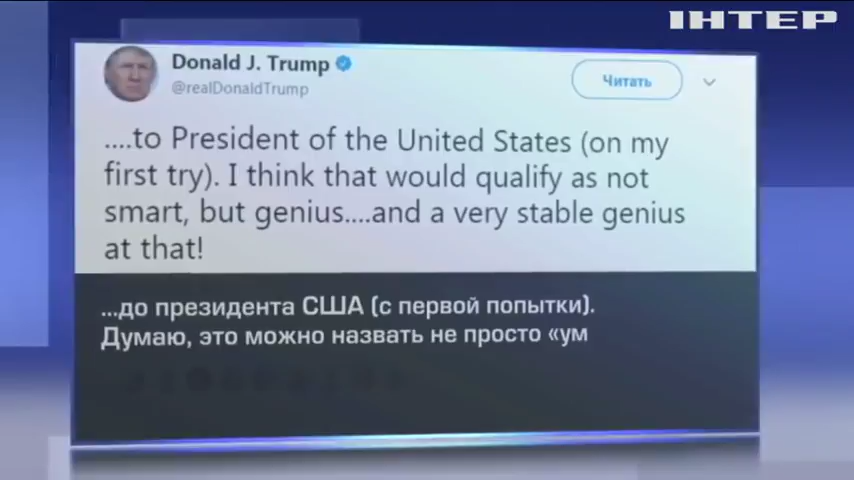 ІНТЕР
Donald J. Trump
@realDonaldTrump
Читать
....to President of the United States (on my
first try). I think that would qualify as not
smart, but genius....and a very stable genius
at that!
...до президента США (с первой попытки).
Думаю, это можно назвать не просто «ум